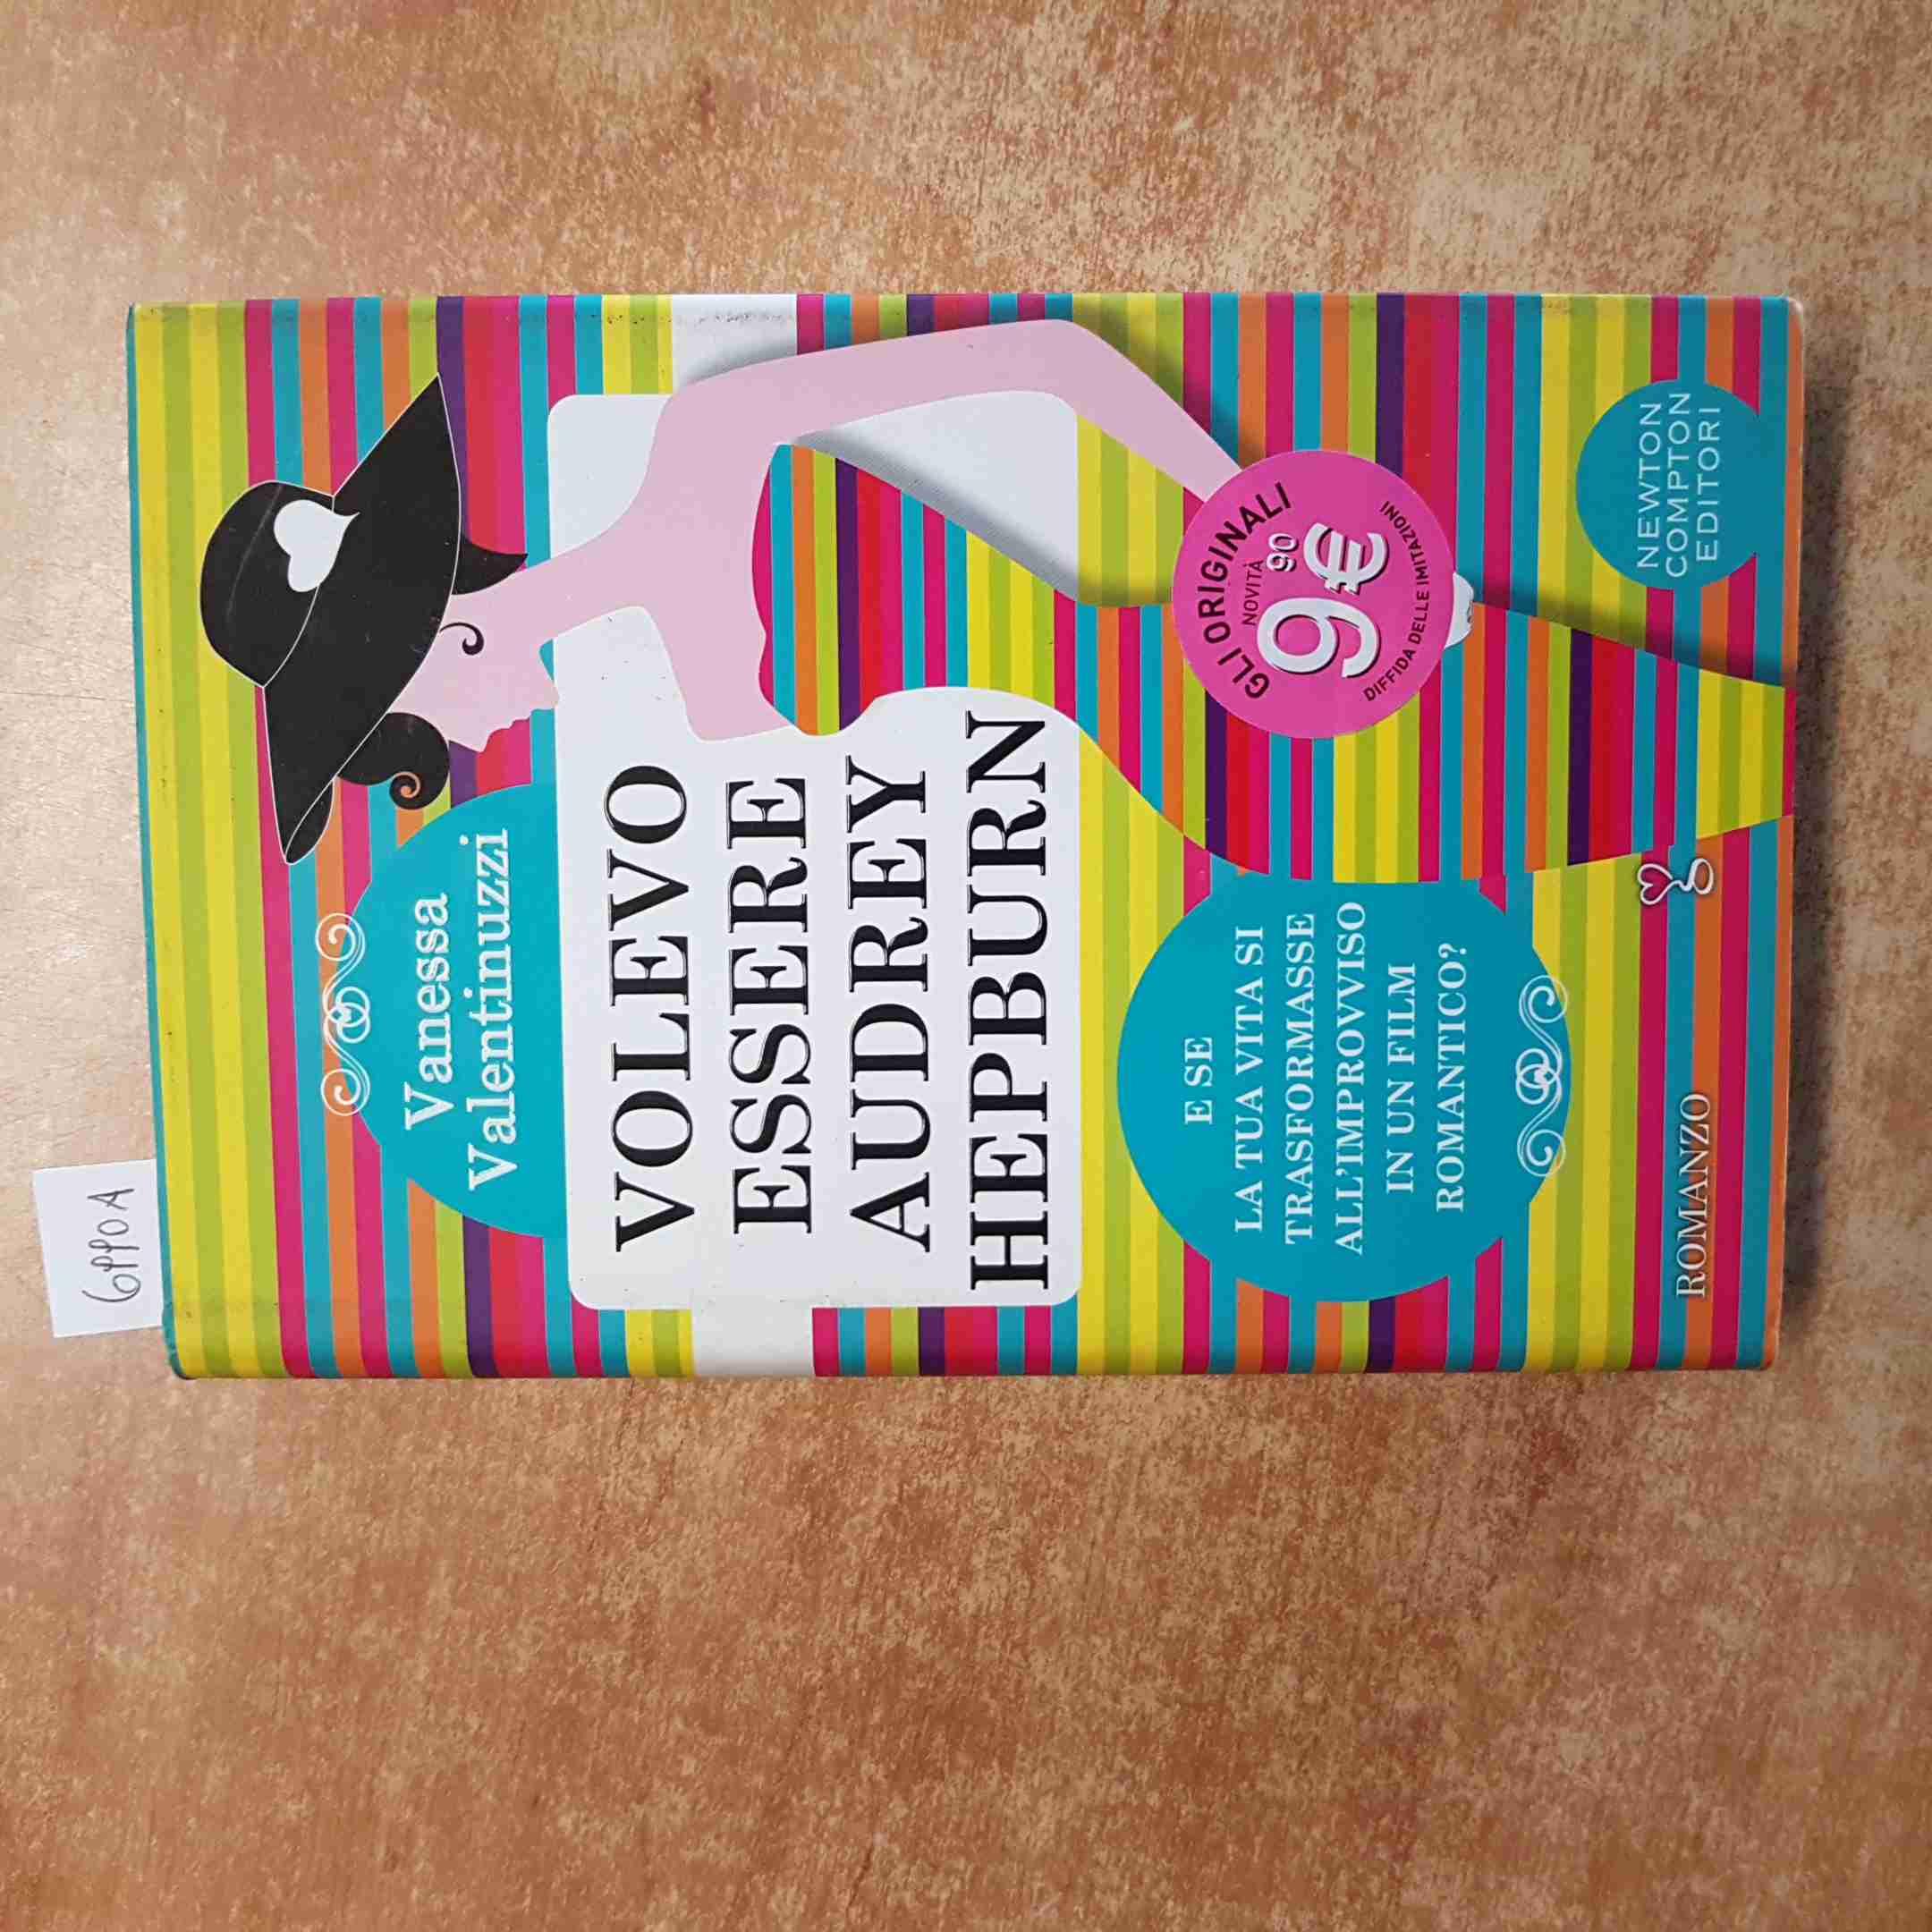 6990A
Vanessa
Valentinuzzi
VOLEVO
ESSERE
AUDREY
HEPBURN
GLI ORIGINALI
NOVITÀ
9 90 €
DIFFIDA DELLE IMITAZIONI
E SE
LA TUA VITA SI
TRASFORMASSE
ALL'IMPROVVISO
IN UN FILM
ROMANTICO?
ROMANZO
NEWTON
COMPTON
EDITORI